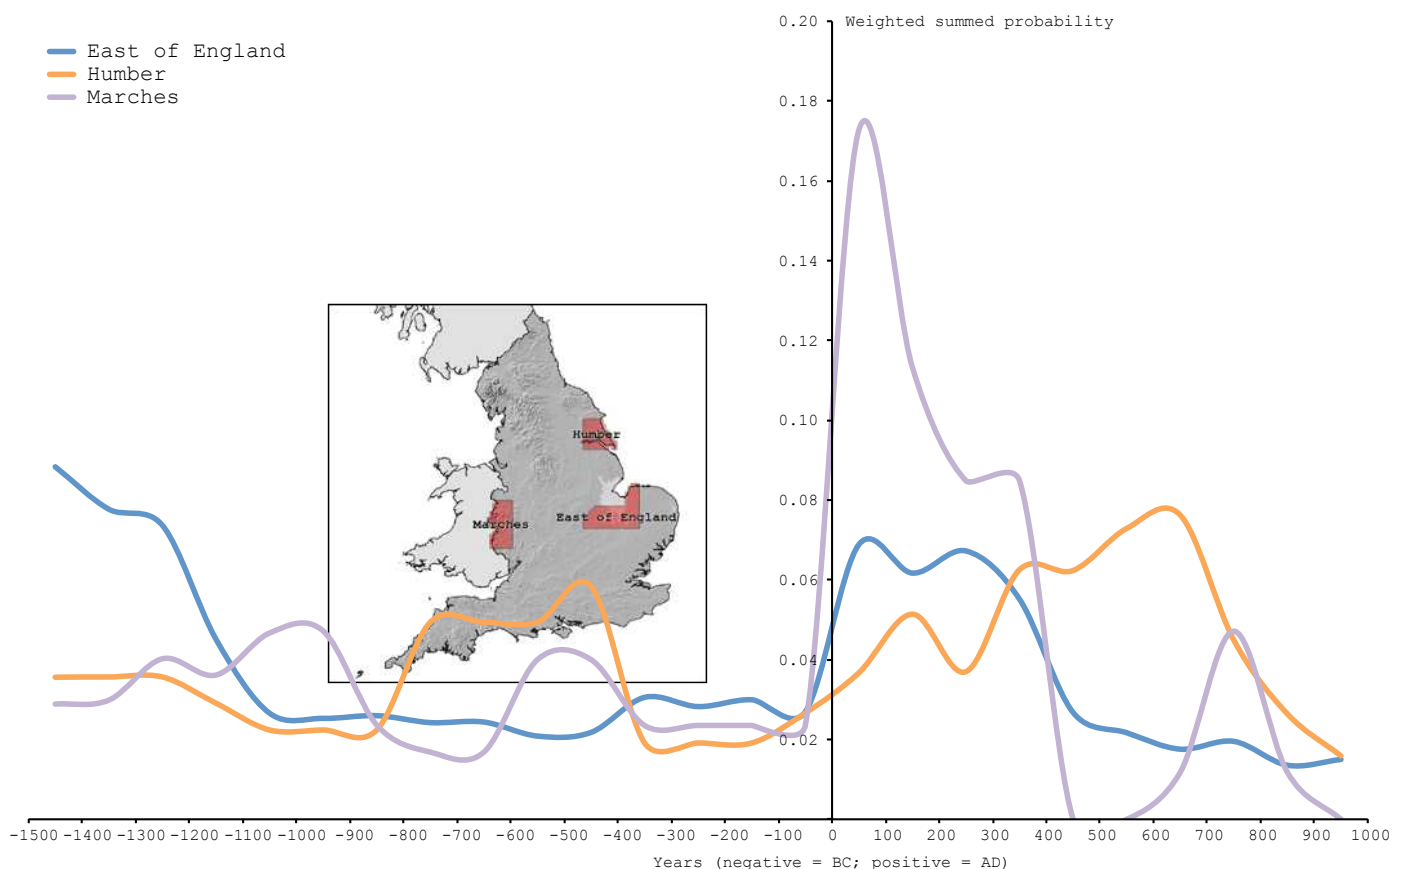 0.20 Weighted summed probability
East of England
Humber
Marches
0.18
0.16
0.14
0.12
0.10
Humber
0.08
Marches
East of England
0.06
0.04
0.02
-1500 -1400 -1300 -1200 -1100 -1000 -900 -800 -700 -600 -500 -400 -300 -200 -100 0 100 200 300 400 500 600 700 800 900 1000
Years (negative = BC; positive = AD)